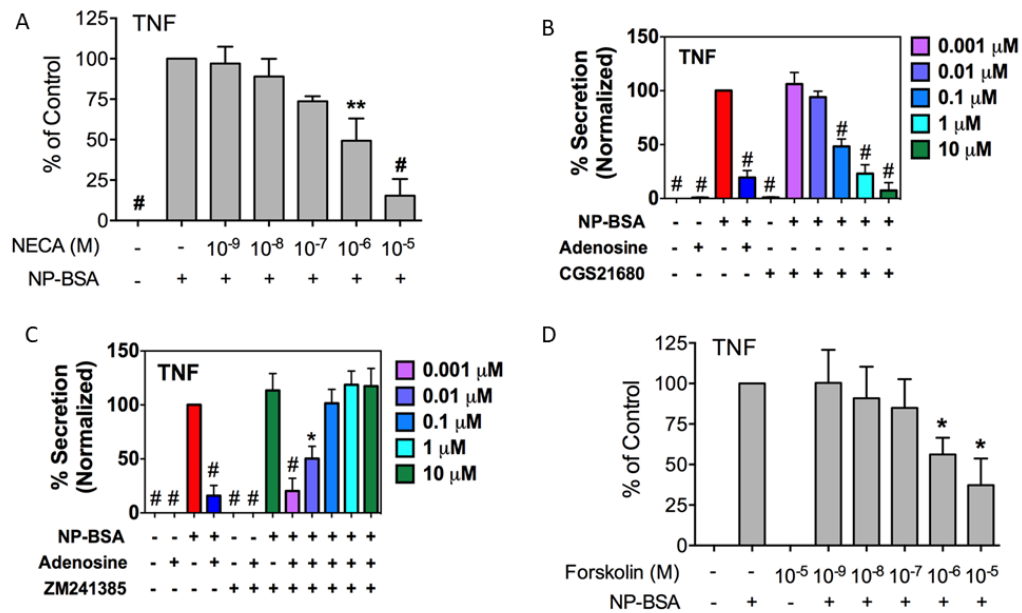 A
TNF
% of Control
125
100
75
50
25
0
#
**
#
NECA (M) - - 10⁻⁹ 10⁻⁸ 10⁻⁷ 10⁻⁶ 10⁻⁵
NP-BSA - + + + + + +
B
TNF
% Secretion
(Normalized)
150
100
50
0
# # # # # # #
0.001 μM
0.01 μM
0.1 μM
1 μM
10 μM
NP-BSA - - + + - + + + + +
Adenosine - + - + - - - - - -
CGS21680 - - - - + + + + + +
C
TNF
% Secretion
(Normalized)
150
100
50
0
# # # # # # *
0.001 μM
0.01 μM
0.1 μM
1 μM
10 μM
NP-BSA - - + + - - + + + + + +
Adenosine - + - + - + - + + + + +
ZM241385 - - - - + + + + + + + +
D
TNF
% of Control
125
100
75
50
25
0
* *
Forskolin (M) - - 10⁻⁵ 10⁻⁹ 10⁻⁸ 10⁻⁷ 10⁻⁶ 10⁻⁵
NP-BSA - + - + + + + +